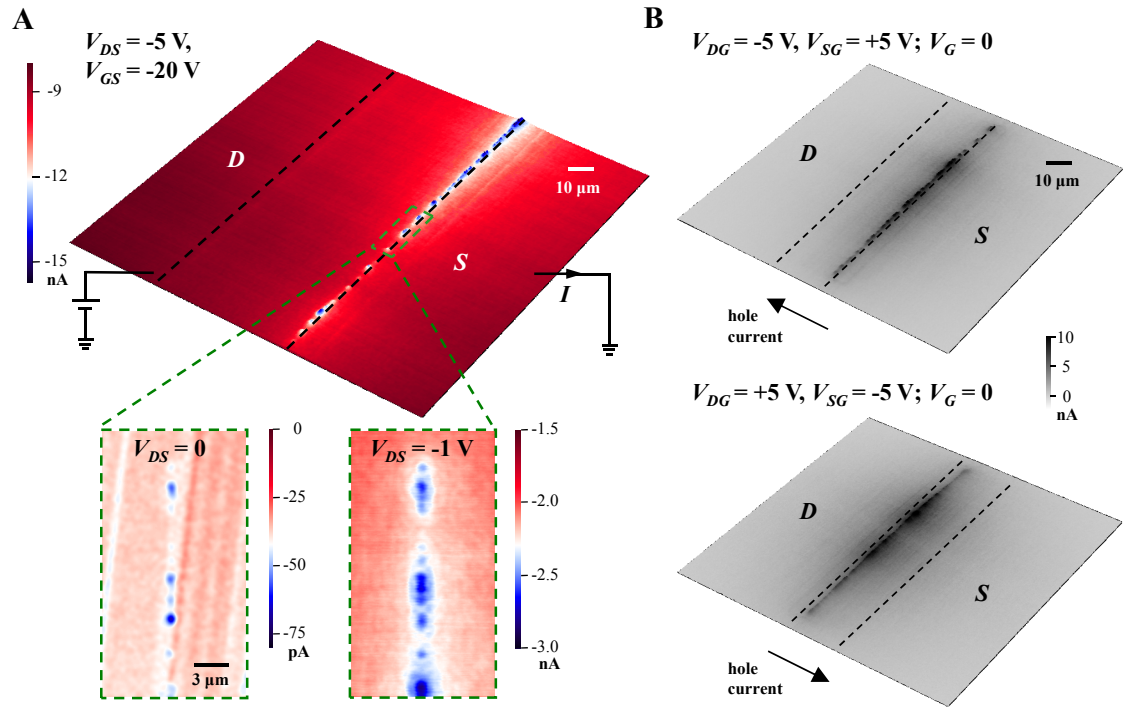 A
V_DS = -5 V,
V_GS = -20 V
-9
-12
-15
nA
D
S
10 μm
I
V_DS = 0
3 μm
0
-25
-50
-75
pA
V_DS = -1 V
-1.5
-2.0
-2.5
-3.0
nA
B
V_DG = -5 V, V_SG = +5 V; V_G = 0
D
S
10 μm
hole
current
10
5
0
nA
V_DG = +5 V, V_SG = -5 V; V_G = 0
D
S
hole
current